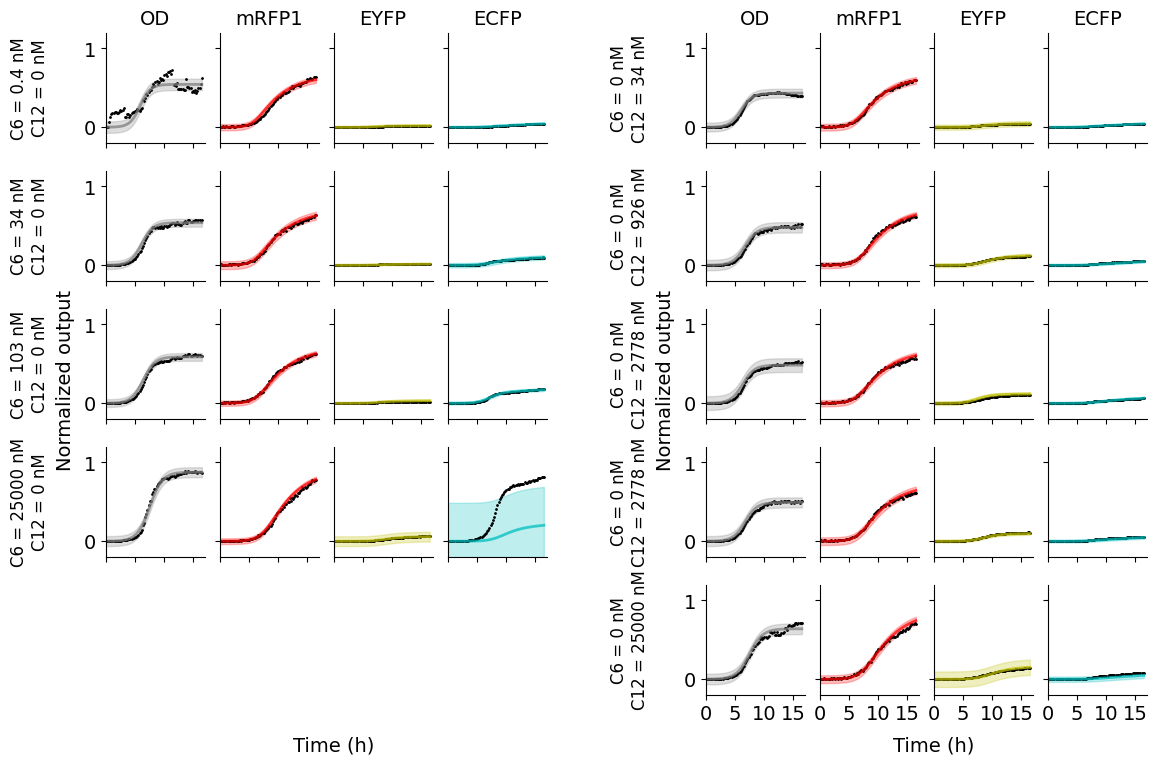 OD mRFP1 EYFP ECFP
C6 = 0.4 nM
C12 = 0 nM
1
0
C6 = 34 nM
C12 = 0 nM
1
0
C6 = 103 nM
C12 = 0 nM
1
0
C6 = 25000 nM
C12 = 0 nM
1
0
Normalized output
Time (h)
OD mRFP1 EYFP ECFP
C6 = 0 nM
C12 = 34 nM
C6 = 0 nM
C12 = 926 nM
1
0
C6 = 0 nM
C12 = 2778 nM
1
0
C6 = 0 nM
C12 = 2778 nM
1
0
C6 = 0 nM
C12 = 25000 nM
1
0
0 5 10 15 0 5 10 15 0 5 10 15 0 5 10 15
Normalized output
Time (h)